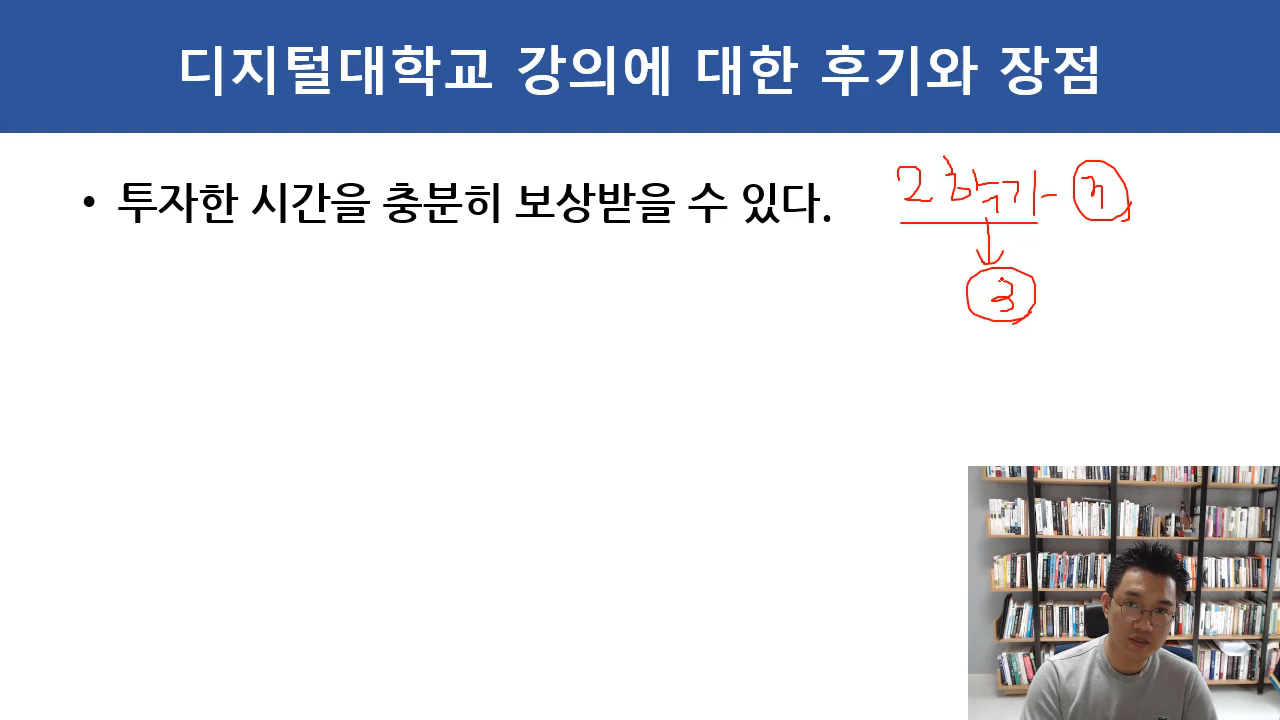 디지털대학교 강의에 대한 후기와 장점
• 투자한 시간을 충분히 보상받을 수 있다.
2학기 - 7
3